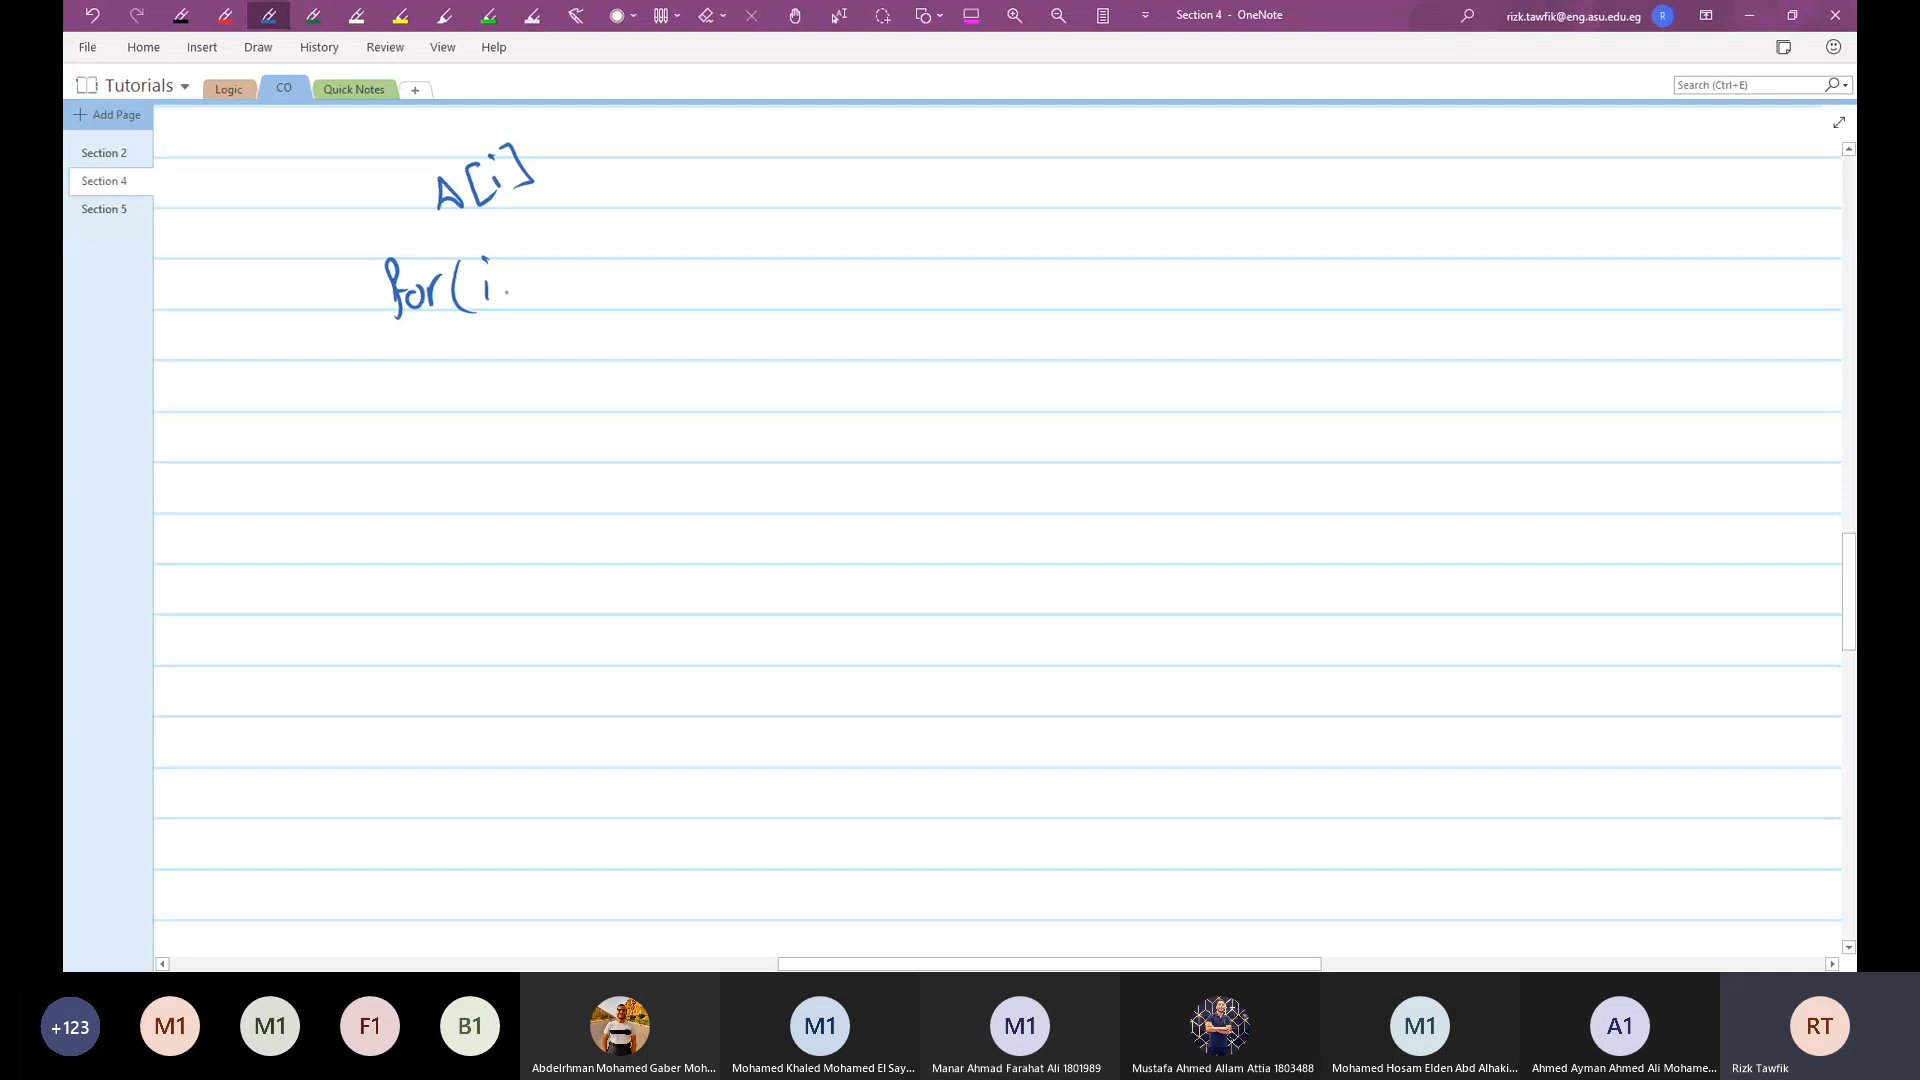 Section 4 - OneNote
rizk.tawfik@eng.asu.edu.eg
R
File Home Insert Draw History Review View Help
Tutorials
Logic
CO
Quick Notes
+
Search (Ctrl+E)
Add Page
Section 2
Section 4
Section 5
A[i]
for(i
+123
M1
M1
F1
B1
M1
M1
M1
A1
RT
Abdelrhman Mohamed Gaber Moh...
Mohamed Khaled Mohamed El Say...
Manar Ahmad Farahat Ali 1801989
Mustafa Ahmed Allam Attia 1803488
Mohamed Hosam Elden Abd Alhaki...
Ahmed Ayman Ahmed Ali Mohame...
Rizk Tawfik